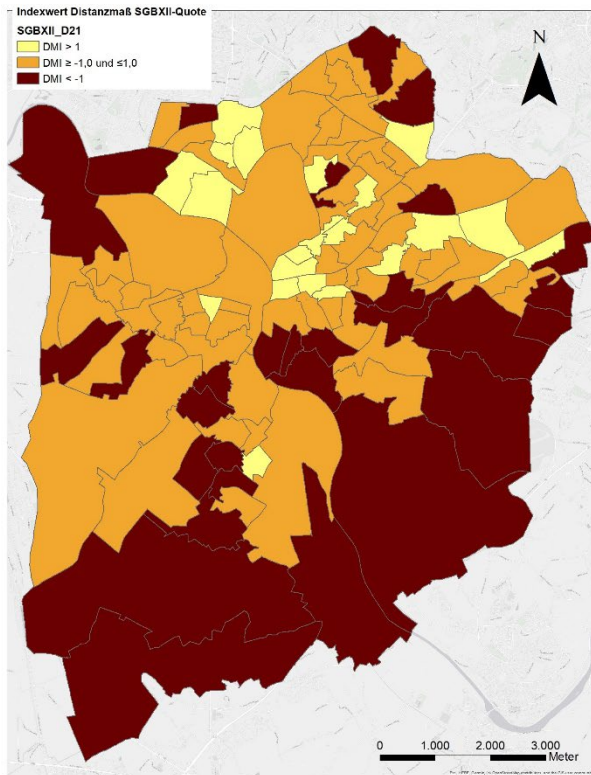 Indexwert Distanzmaß SGBXII-Quote
SGBXII_D21
DMI > 1
DMI ≥ -1,0 und ≤1,0
DMI < -1
N
0 1.000 2.000 3.000
Meter